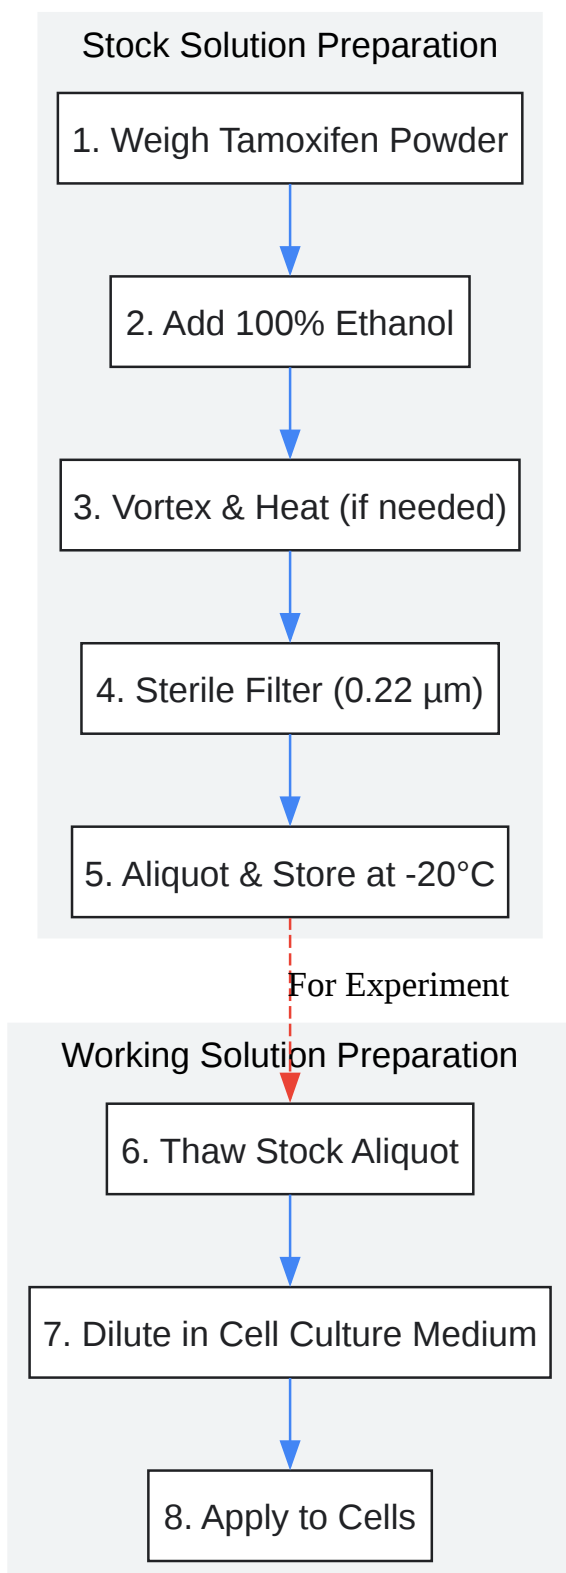 Stock Solution Preparation
1. Weigh Tamoxifen Powder
2. Add 100% Ethanol
3. Vortex & Heat (if needed)
4. Sterile Filter (0.22 µm)
5. Aliquot & Store at -20°C
For Experiment
Working Solution Preparation
6. Thaw Stock Aliquot
7. Dilute in Cell Culture Medium
8. Apply to Cells